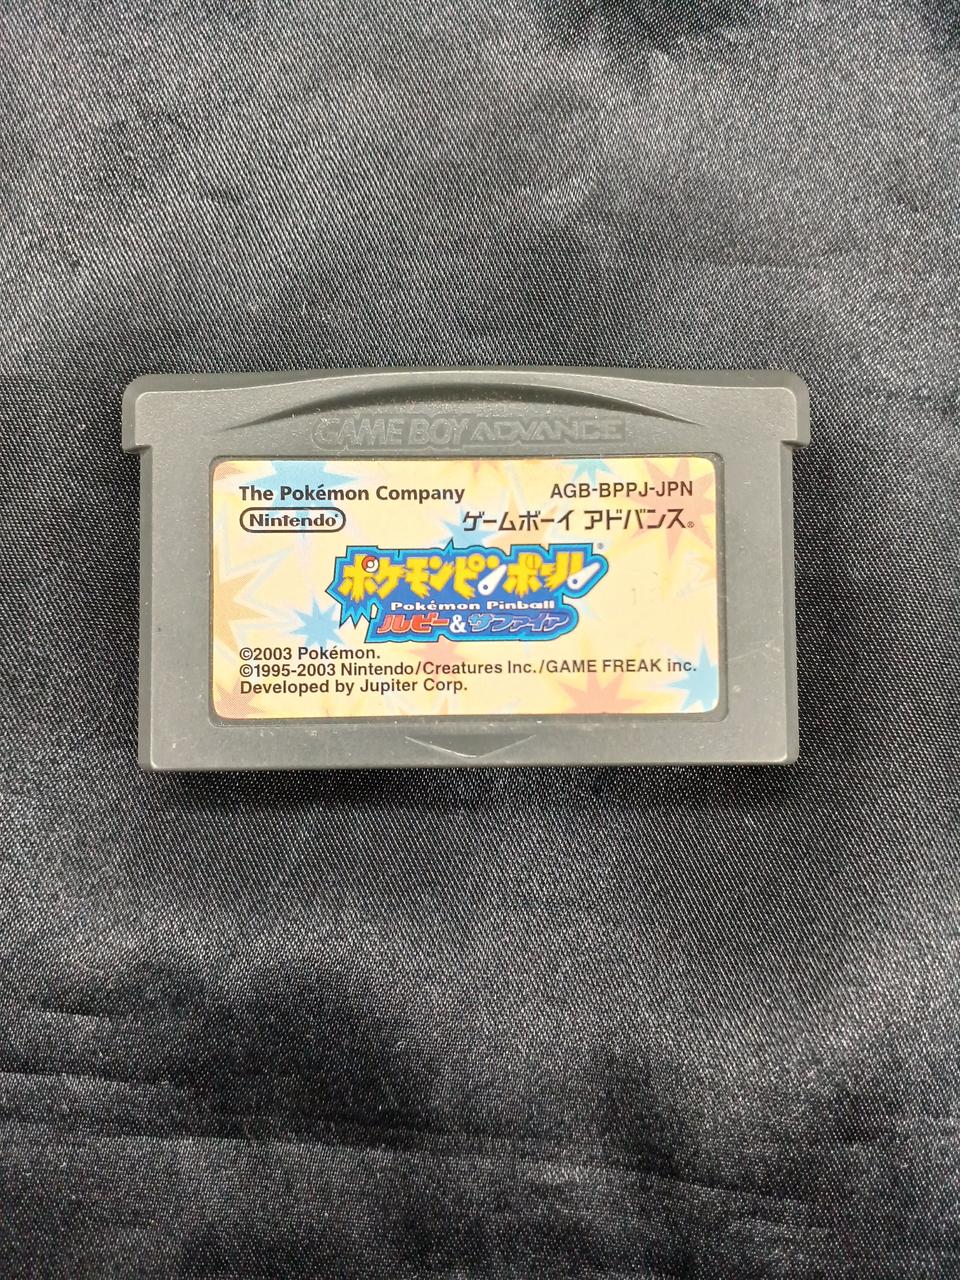 GAME BOY ADVANCE
The Pokémon Company
AGB-BPPJ-JPN
Nintendo®
ゲームボーイ アドバンス®
ポケモンピンボール®
Pokémon Pinball
ルビー&サファイア
©2003 Pokémon.
©1995-2003 Nintendo/Creatures Inc./GAME FREAK inc.
Developed by Jupiter Corp.